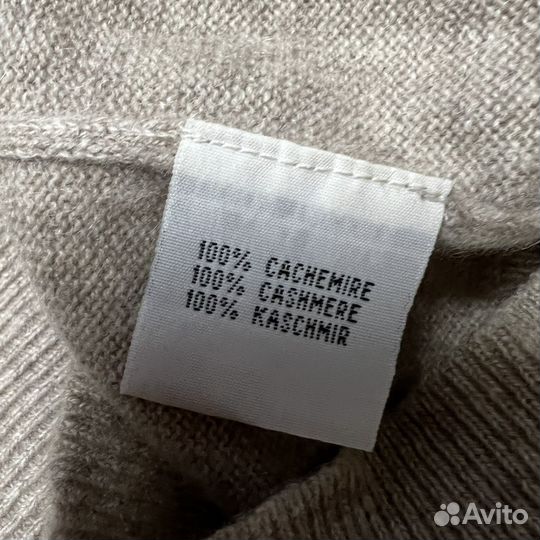 100% CACHEMIRE
100% CASHMERE
100% KASCHMIR
Avito